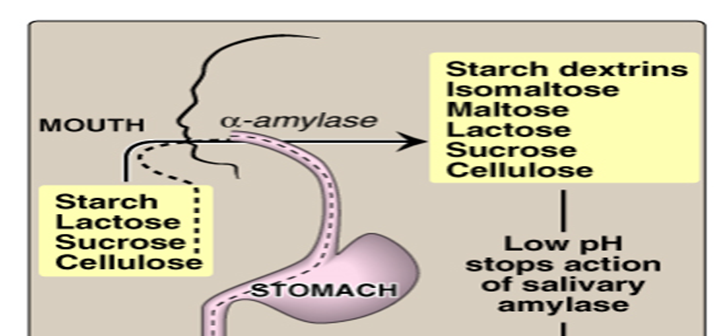 MOUTH
α-amylase
Starch
Lactose
Sucrose
Cellulose
Starch dextrins
Isomaltose
Maltose
Lactose
Sucrose
Cellulose
STOMACH
Low pH
stops action
of salivary
amylase